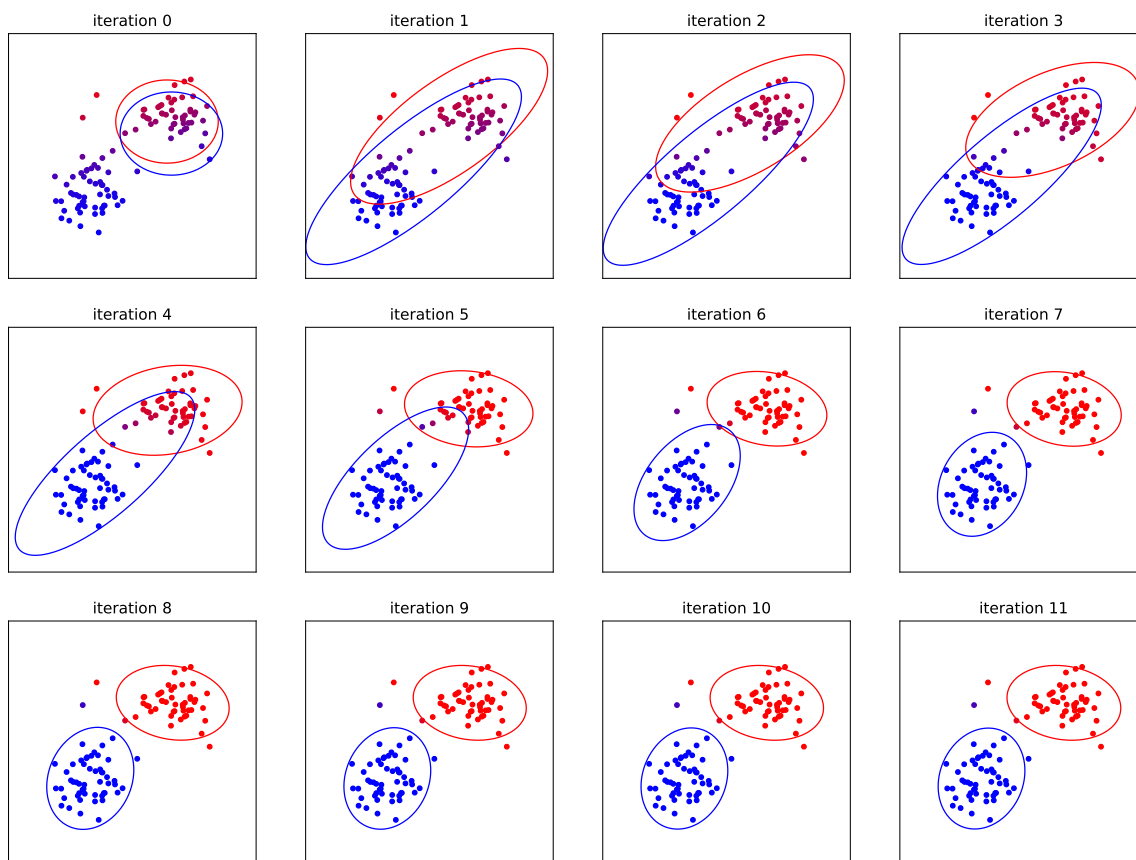 iteration 0
iteration 1
iteration 2
iteration 3
iteration 4
iteration 5
iteration 6
iteration 7
iteration 8
iteration 9
iteration 10
iteration 11